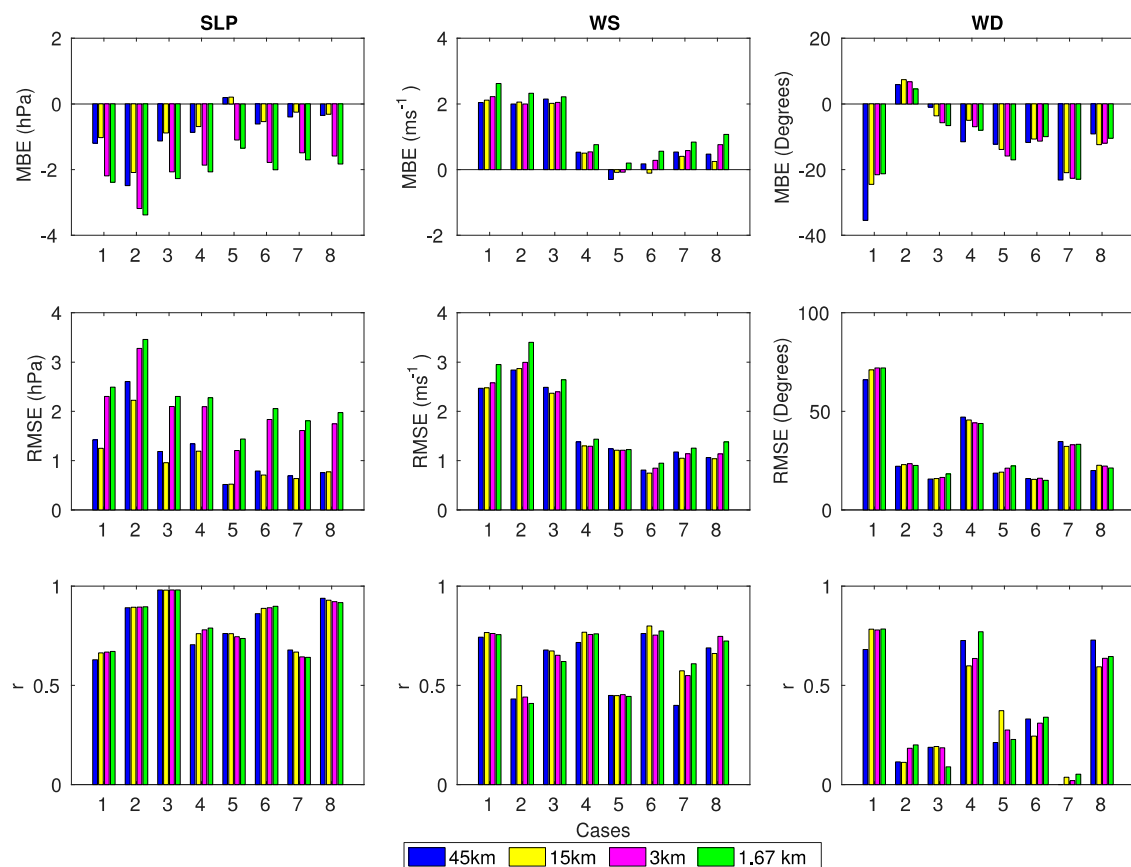 SLP WS WD
2 4 20
0 2 0
-2 0 -20
-4 -2 -40
MBE (hPa) MBE (ms-1 ) MBE (Degrees)
1 2 3 4 5 6 7 8 1 2 3 4 5 6 7 8 1 2 3 4 5 6 7 8
4 4 100
3 3
2 2 50
1 1
0 0 0
RMSE (hPa) RMSE (ms-1 ) RMSE (Degrees)
1 2 3 4 5 6 7 8 1 2 3 4 5 6 7 8 1 2 3 4 5 6 7 8
1 1 1
0.5 0.5 0.5
0 0 0
r r r
1 2 3 4 5 6 7 8 1 2 3 4 5 6 7 8 1 2 3 4 5 6 7 8
Cases
45km 15km 3km 1.67 km